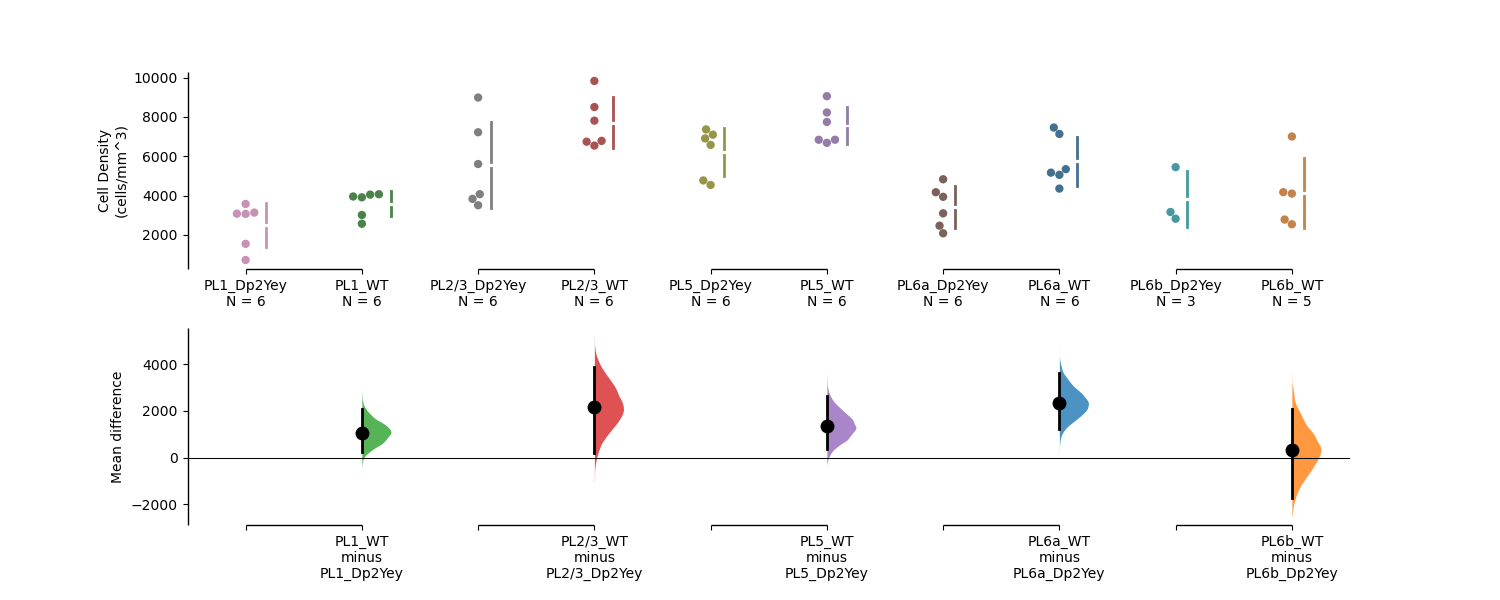 10000
8000
6000
4000
2000
Cell Density
(cells/mm^3)
PL1_Dp2Yey
N = 6
PL1_WT
N = 6
PL2/3_Dp2Yey
N = 6
PL2/3_WT
N = 6
PL5_Dp2Yey
N = 6
PL5_WT
N = 6
PL6a_Dp2Yey
N = 6
PL6a_WT
N = 6
PL6b_Dp2Yey
N = 3
PL6b_WT
N = 5
4000
2000
0
−2000
Mean difference
PL1_WT
minus
PL1_Dp2Yey
PL2/3_WT
minus
PL2/3_Dp2Yey
PL5_WT
minus
PL5_Dp2Yey
PL6a_WT
minus
PL6a_Dp2Yey
PL6b_WT
minus
PL6b_Dp2Yey